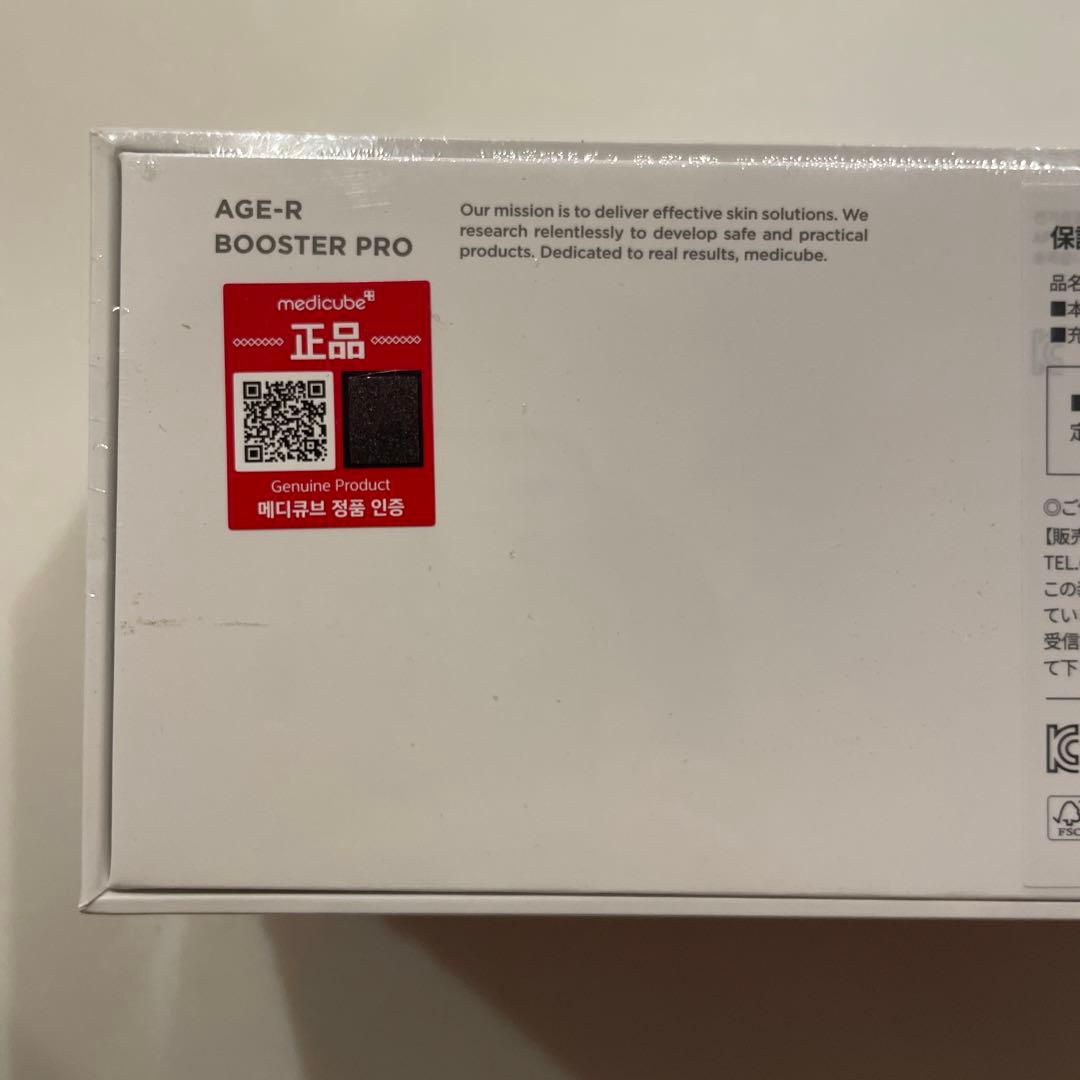 AGE-R
BOOSTER PRO
Our mission is to deliver effective skin solutions. We
research relentlessly to develop safe and practical
products. Dedicated to real results, medicube.
medicube
正品
Genuine Product
메디큐브 정품 인증
保
品名
■本
■充
■
◎ご
【販売
TEL.
この
てい
受信
て下
FSC